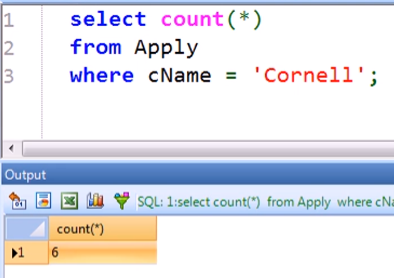 1 select count(*)
2 from Apply
3 where cName = 'Cornell';
Output
SQL: 1:select count(*) from Apply where cNa
count(*)
1 6